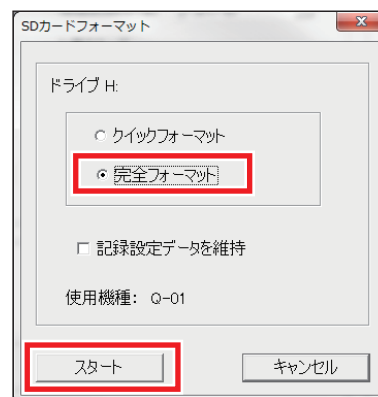 SDカードフォーマット
ドライブ H:
クイックフォーマット
完全フォーマット
記録設定データを維持
使用機種: Q-01
スタート
キャンセル